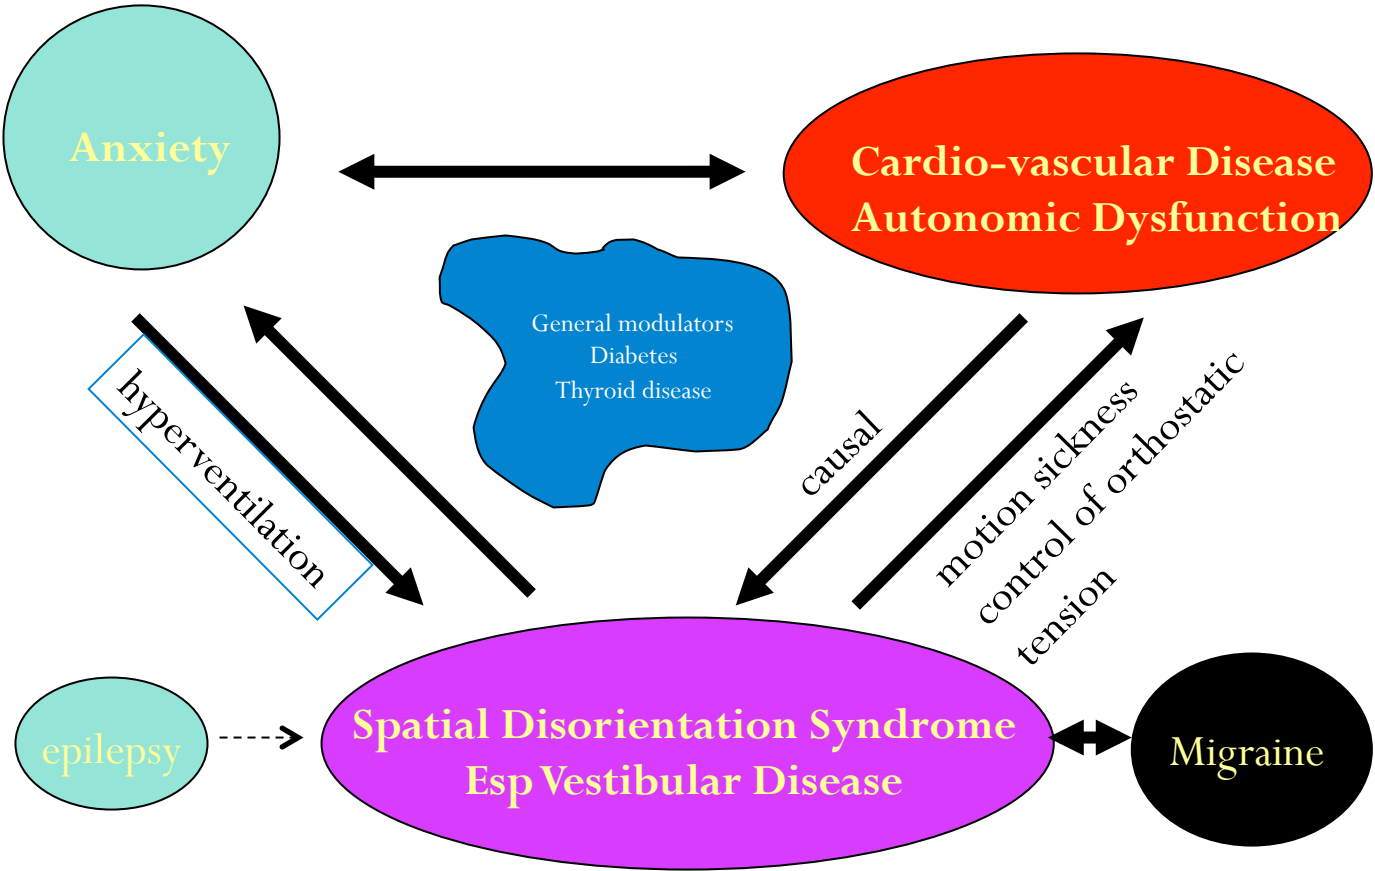 Anxiety
Cardio-vascular Disease
Autonomic Dysfunction
General modulators
Diabetes
Thyroid disease
hyperventilation
causal
motion sickness
control of orthostatic
tension
epilepsy
Spatial Disorientation Syndrome
Esp Vestibular Disease
Migraine